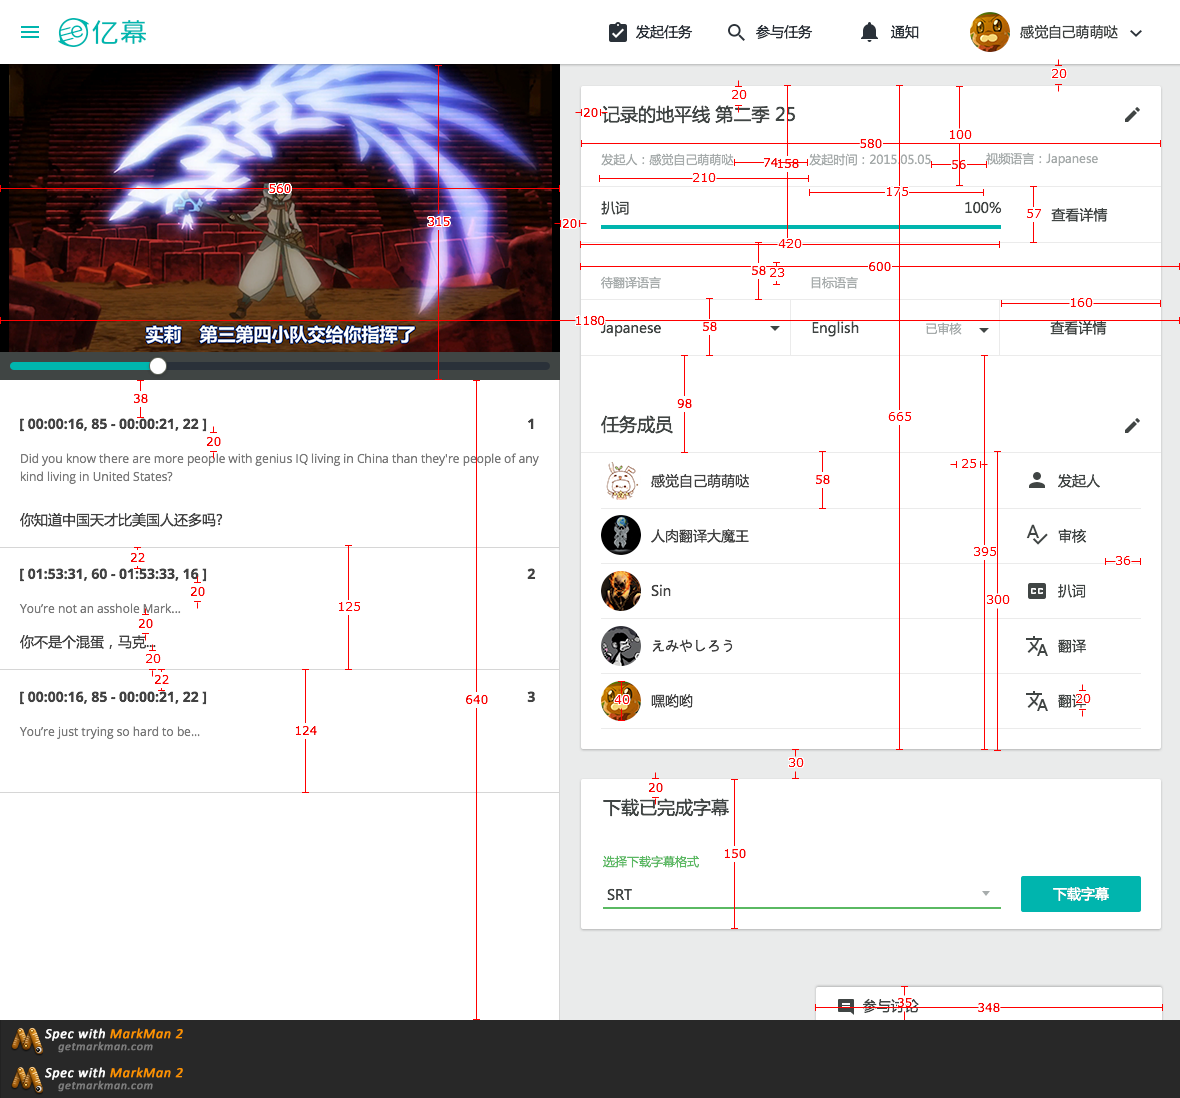 亿幕
发起任务
参与任务
通知
感觉自己萌萌哒
20
560
315
实莉 第三第四小队交给你指挥了
1180
38
[ 00:00:16, 85 - 00:00:21, 22 ] 1
20
Did you know there are more people with genius IQ living in China than they're people of any
kind living in United States?
你知道中国天才比美国人还多吗?
22
[ 01:53:31, 60 - 01:53:33, 16 ] 2
20
You're not an asshole Mark...
20
你不是个混蛋，马克...
20
125
22
[ 00:00:16, 85 - 00:00:21, 22 ] 3
You're just trying so hard to be...
124
640
20
20
记录的地平线 第二季 25
100
580
发起人：感觉自己萌萌哒
74
158
发起时间：2015.05.05
56
视频语言：Japanese
210
175
扒词
100%
57
查看详情
20
420
58
23
600
待翻译语言
目标语言
160
Japanese
58
English
已审核
查看详情
98
665
任务成员
25
感觉自己萌萌哒
58
发起人
人肉翻译大魔王
审核
395
36
Sin
CC
扒词
300
えみやしろう
翻译
40
嘿哟哟
翻译
20
30
20
下载已完成字幕
150
选择下载字幕格式
SRT
下载字幕
参与讨论
35
348
Spec with MarkMan 2
getmarkman.com
Spec with MarkMan 2
getmarkman.com